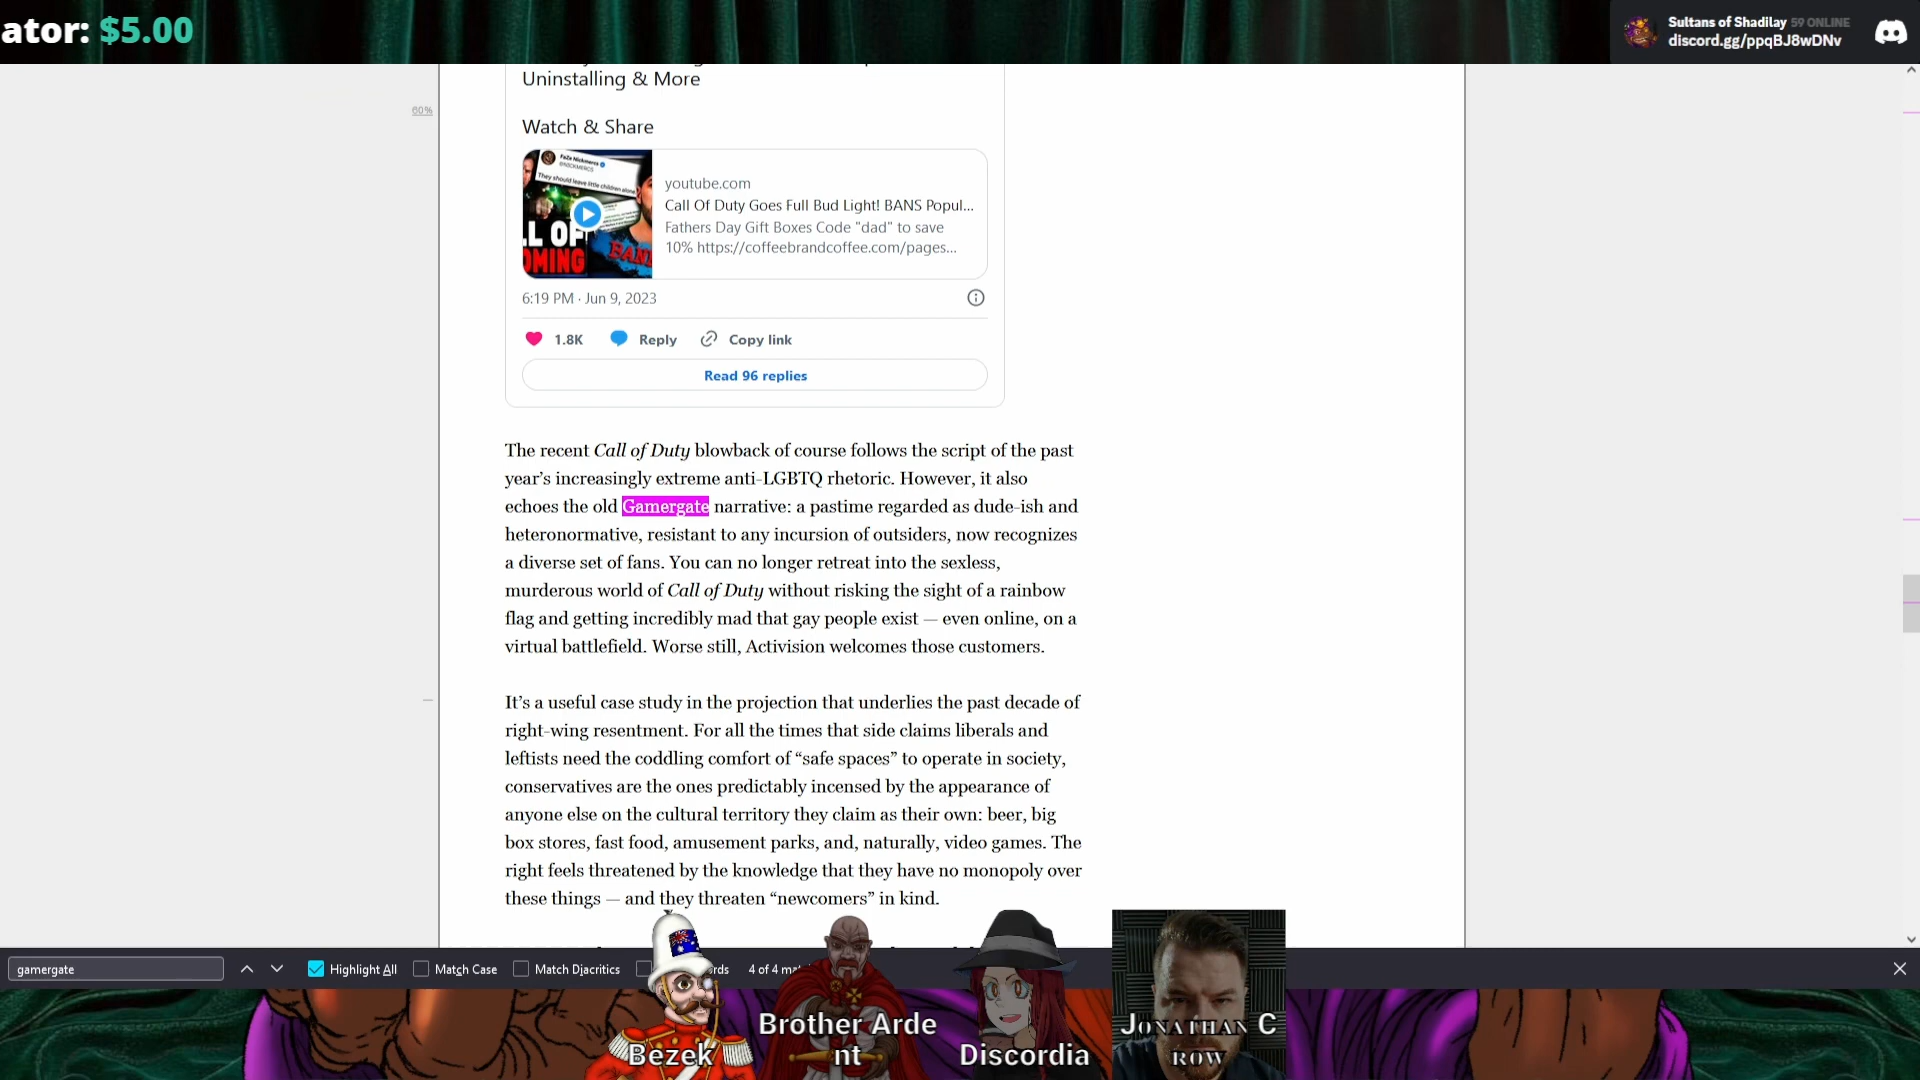 ator: $5.00
Sultans of Shadilay 59 ONLINE
discord.gg/ppqBJ8wDNv
60%
Uninstalling & More
Watch & Share
FaZe Nickmercs
@NICKMERCS
They should leave little children alone
LL OF
OMING
BAN
youtube.com
Call Of Duty Goes Full Bud Light! BANS Popul...
Fathers Day Gift Boxes Code "dad" to save
10% https://coffeebrandcoffee.com/pages...
6:19 PM · Jun 9, 2023
1.8K Reply Copy link
Read 96 replies
The recent Call of Duty blowback of course follows the script of the past
year’s increasingly extreme anti-LGBTQ rhetoric. However, it also
echoes the old Gamergate narrative: a pastime regarded as dude-ish and
heteronormative, resistant to any incursion of outsiders, now recognizes
a diverse set of fans. You can no longer retreat into the sexless,
murderous world of Call of Duty without risking the sight of a rainbow
flag and getting incredibly mad that gay people exist — even online, on a
virtual battlefield. Worse still, Activision welcomes those customers.
It’s a useful case study in the projection that underlies the past decade of
right-wing resentment. For all the times that side claims liberals and
leftists need the coddling comfort of “safe spaces” to operate in society,
conservatives are the ones predictably incensed by the appearance of
anyone else on the cultural territory they claim as their own: beer, big
box stores, fast food, amusement parks, and, naturally, video games. The
right feels threatened by the knowledge that they have no monopoly over
these things — and they threaten “newcomers” in kind.
gamergate Highlight All Match Case Match Diacritics rds 4 of 4 mat
Bezek
Brother Arde
nt
Discordia
Jonathan C
row